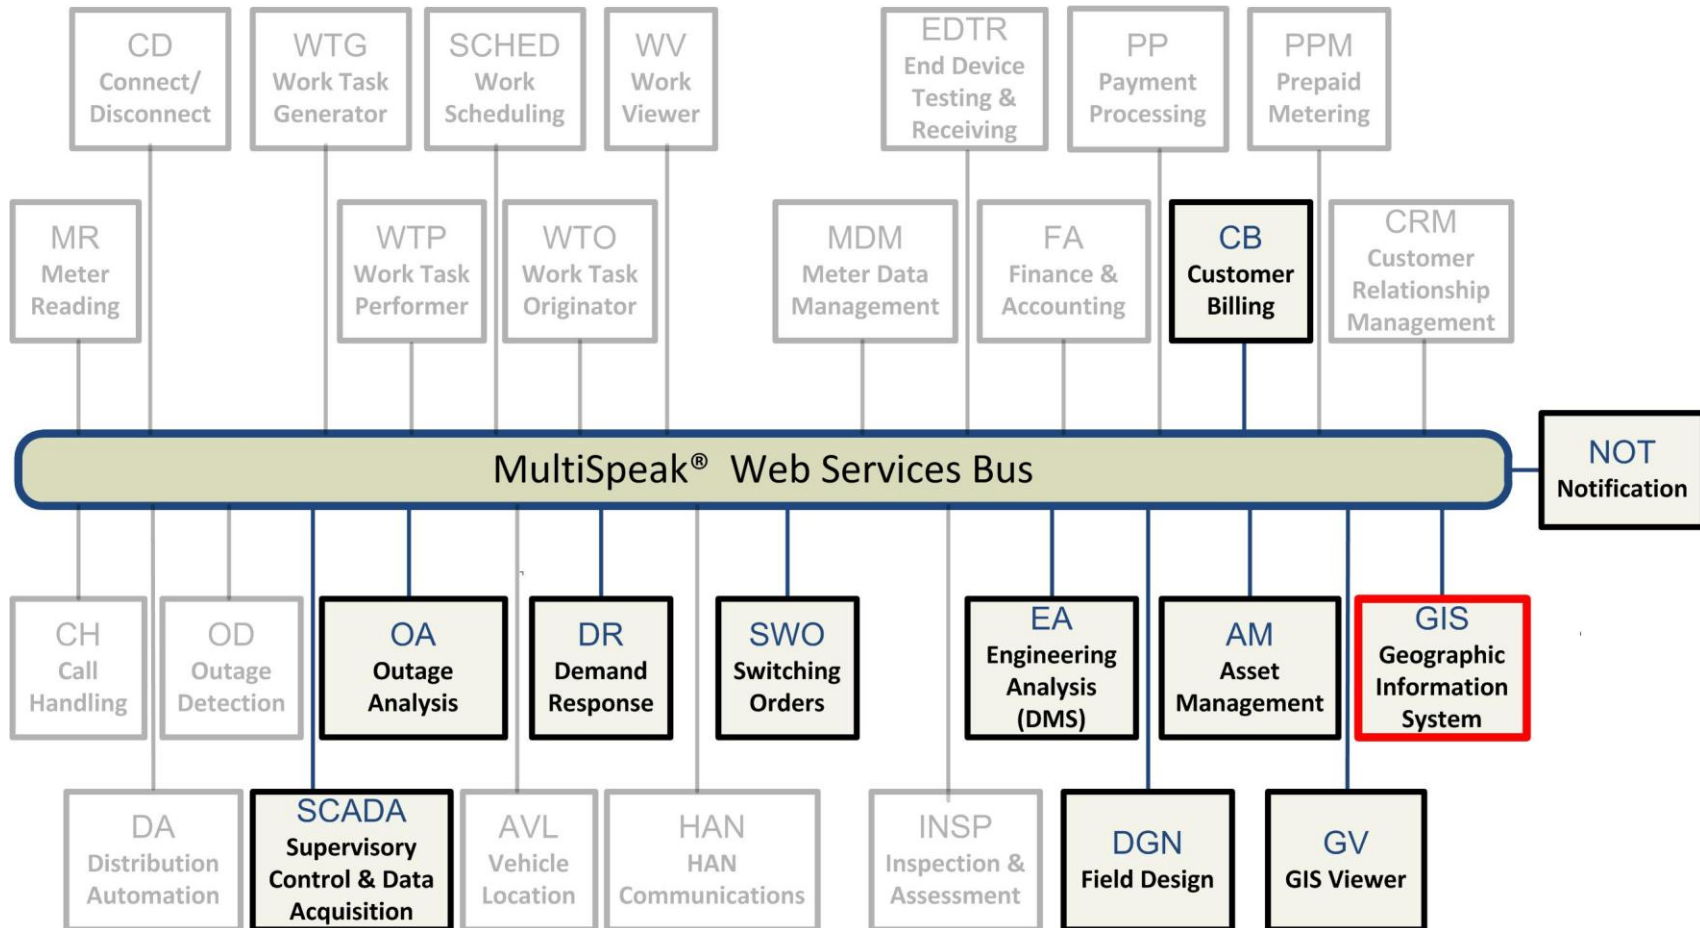 CD
Connect/
Disconnect
WTG
Work Task
Generator
SCHED
Work
Scheduling
WV
Work
Viewer
EDTR
End Device
Testing &
Receiving
PP
Payment
Processing
PPM
Prepaid
Metering
MR
Meter
Reading
WTP
Work Task
Performer
WTO
Work Task
Originator
MDM
Meter Data
Management
FA
Finance &
Accounting
CB
Customer
Billing
CRM
Customer
Relationship
Management
MultiSpeak® Web Services Bus
NOT
Notification
CH
Call
Handling
OD
Outage
Detection
OA
Outage
Analysis
DR
Demand
Response
SWO
Switching
Orders
EA
Engineering
Analysis
(DMS)
AM
Asset
Management
GIS
Geographic
Information
System
DA
Distribution
Automation
SCADA
Supervisory
Control & Data
Acquisition
AVL
Vehicle
Location
HAN
HAN
Communications
INSP
Inspection &
Assessment
DGN
Field Design
GV
GIS Viewer